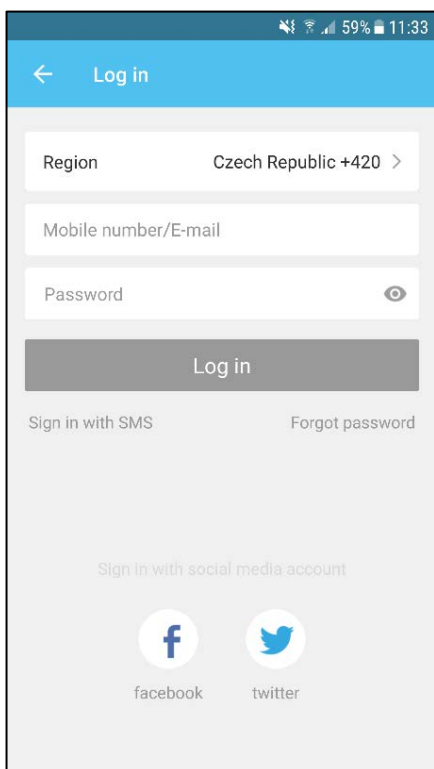 59% 11:33
Log in
Region Czech Republic +420
Mobile number/E-mail
Password
Log in
Sign in with SMS Forgot password
Sign in with social media account
facebook twitter